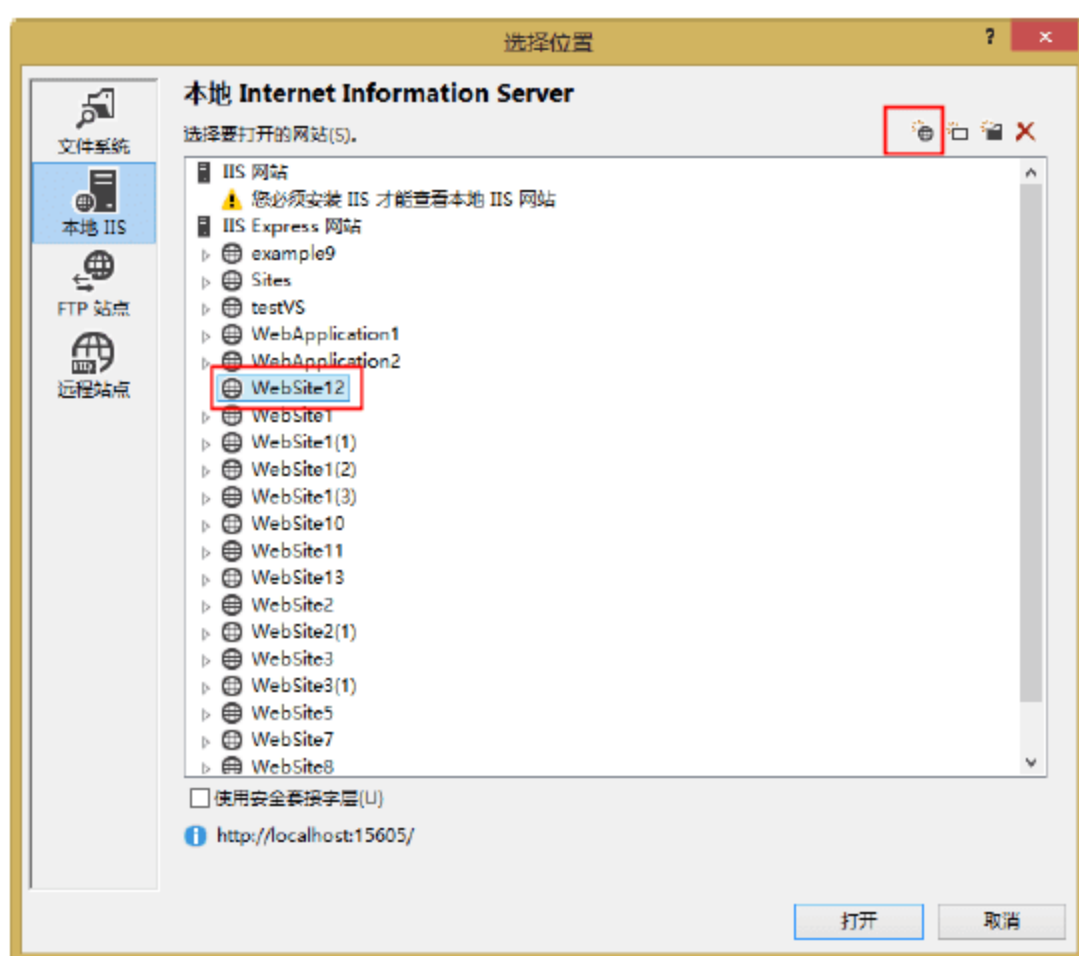 选择位置
?
文件系统
本地 IIS
FTP 站点
远程站点
本地 Internet Information Server
选择要打开的网站(S)。
IIS 网站
您必须安装 IIS 才能查看本地 IIS 网站
IIS Express 网站
example9
Sites
testVS
WebApplication1
WebApplication2
WebSite12
WebSite1
WebSite1(1)
WebSite1(2)
WebSite1(3)
WebSite10
WebSite11
WebSite13
WebSite2
WebSite2(1)
WebSite3
WebSite3(1)
WebSite5
WebSite7
WebSite8
使用安全套接字层(U)
http://localhost:15605/
打开
取消